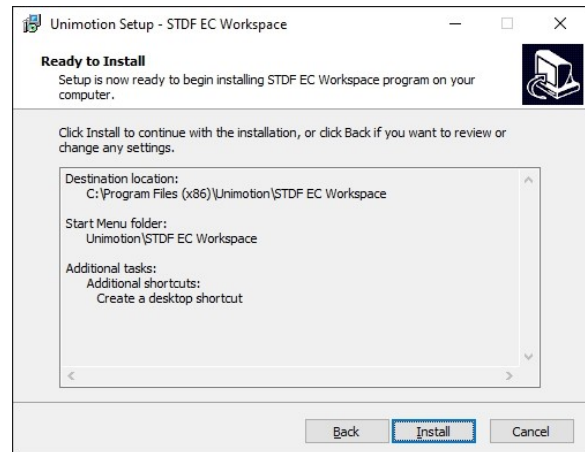 Unimotion Setup - STDF EC Workspace
Ready to Install
Setup is now ready to begin installing STDF EC Workspace program on your
computer.
Click Install to continue with the installation, or click Back if you want to review or
change any settings.
Destination location:
C:\Program Files (x86)\Unimotion\STDF EC Workspace
Start Menu folder:
Unimotion\STDF EC Workspace
Additional tasks:
Additional shortcuts:
Create a desktop shortcut
Back Install Cancel